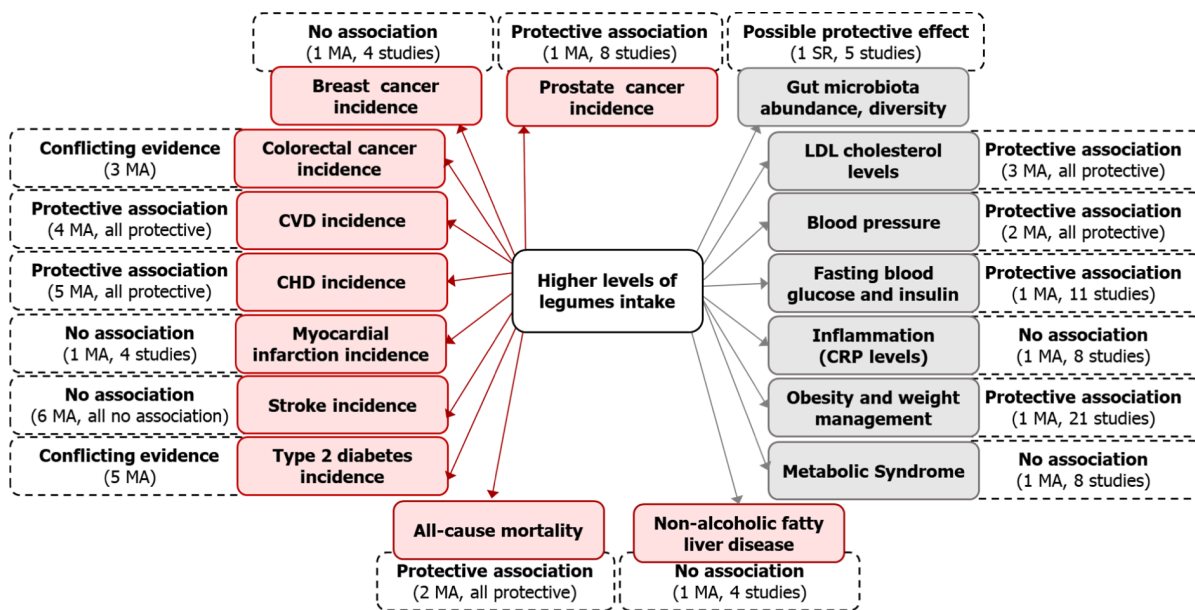 No association
(1 MA, 4 studies)
Breast cancer
incidence
Protective association
(1 MA, 8 studies)
Prostate cancer
incidence
Possible protective effect
(1 SR, 5 studies)
Gut microbiota
abundance, diversity
Conflicting evidence
(3 MA)
Colorectal cancer
incidence
Protective association
(4 MA, all protective)
CVD incidence
Protective association
(5 MA, all protective)
CHD incidence
No association
(1 MA, 4 studies)
Myocardial
infarction incidence
No association
(6 MA, all no association)
Stroke incidence
Conflicting evidence
(5 MA)
Type 2 diabetes
incidence
Higher levels of
legumes intake
LDL cholesterol
levels
Protective association
(3 MA, all protective)
Blood pressure
Protective association
(2 MA, all protective)
Fasting blood
glucose and insulin
Protective association
(1 MA, 11 studies)
Inflammation
(CRP levels)
No association
(1 MA, 8 studies)
Obesity and weight
management
Protective association
(1 MA, 21 studies)
Metabolic Syndrome
No association
(1 MA, 8 studies)
All-cause mortality
Protective association
(2 MA, all protective)
Non-alcoholic fatty
liver disease
No association
(1 MA, 4 studies)